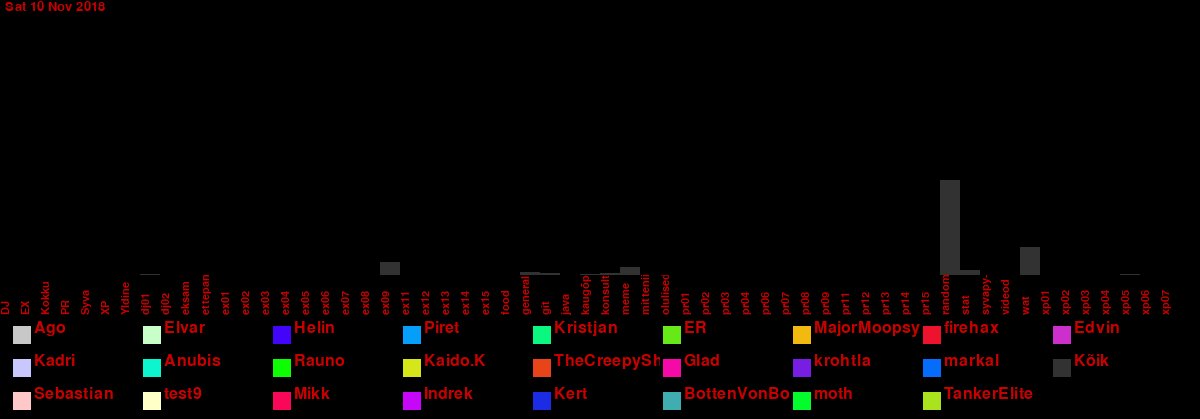 Sat 10 Nov 2018
DJ EX Kokku PR Syva XP Yldine dj01 dj02 eksam ettepan ex01 ex02 ex03 ex04 ex05 ex06 ex07 ex08 ex09 ex11 ex12 ex13 ex14 ex15 food general git java kaugõp konsult meme mitteniı olulised pr01 pr02 pr03 pr04 pr06 pr07 pr08 pr09 pr11 pr12 pr13 pr14 pr15 random stat syvapy- videod wat xp01 xp02 xp03 xp04 xp05 xp06 xp07
Ago Elvar Helin Piret Kristjan ER MajorMoopsy firehax Edvin
Kadri Anubis Rauno Kaido.K TheCreepySh Glad krohtla markal Kõik
Sebastian test9 Mikk Indrek Kert BottenVonBo moth TankerElite